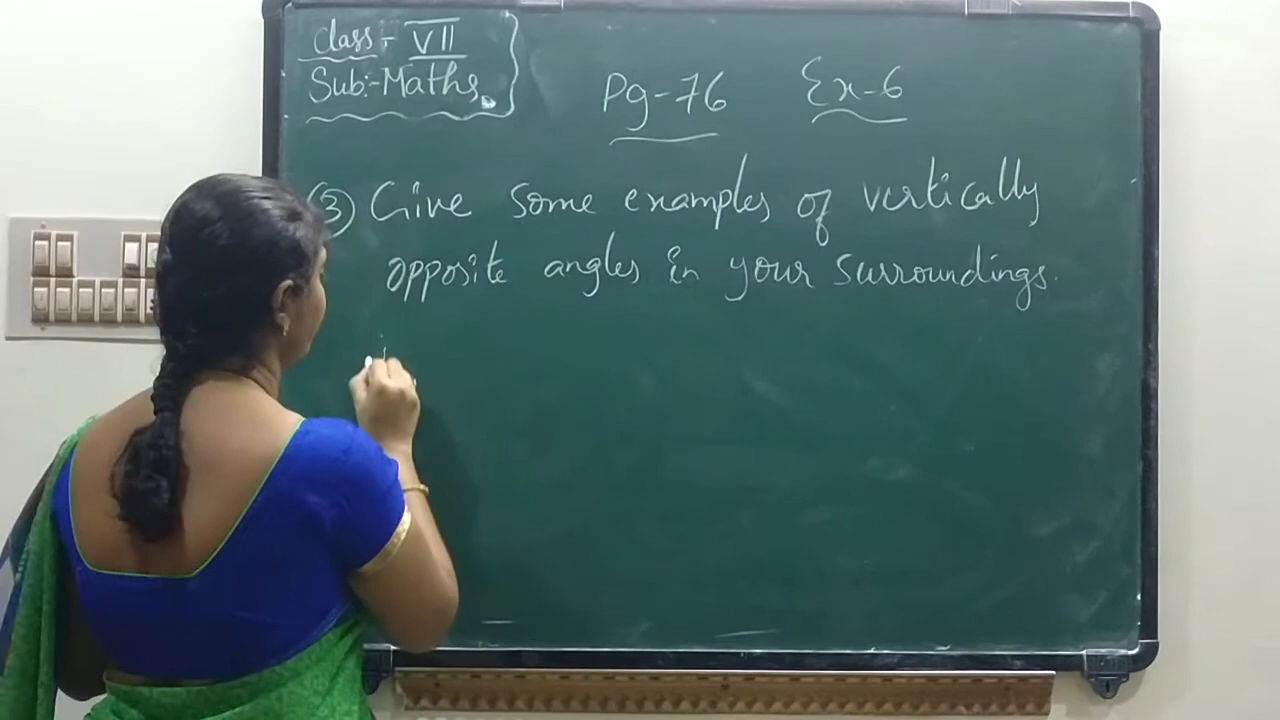 Class:- VII
Sub:-Maths.
Pg-76 Ex-6
(3) Give some examples of vertically
opposite angles in your surroundings.